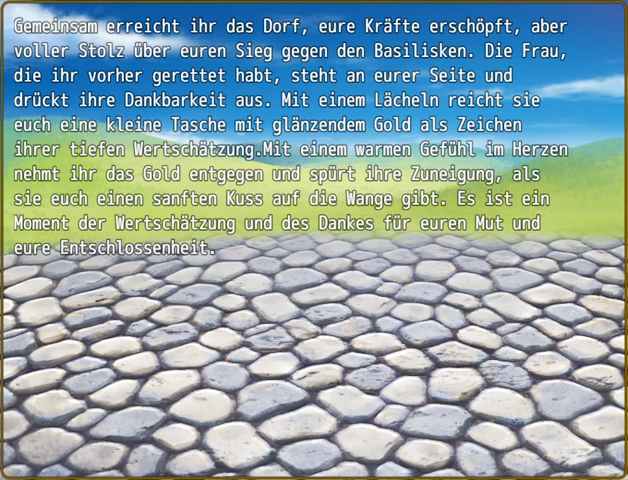 Gemeinsam erreicht ihr das Dorf, eure Kräfte erschöpft, aber
voller Stolz über euren Sieg gegen den Basilisken. Die Frau,
die ihr vorher gerettet habt, steht an eurer Seite und
drückt ihre Dankbarkeit aus. Mit einem Lächeln reicht sie
euch eine kleine Tasche mit glänzendem Gold als Zeichen
ihrer tiefen Wertschätzung.Mit einem warmen Gefühl im Herzen
nehmt ihr das Gold entgegen und spürt ihre Zuneigung, als
sie euch einen sanften Kuss auf die Wange gibt. Es ist ein
Moment der Wertschätzung und des Dankes für euren Mut und
eure Entschlossenheit.